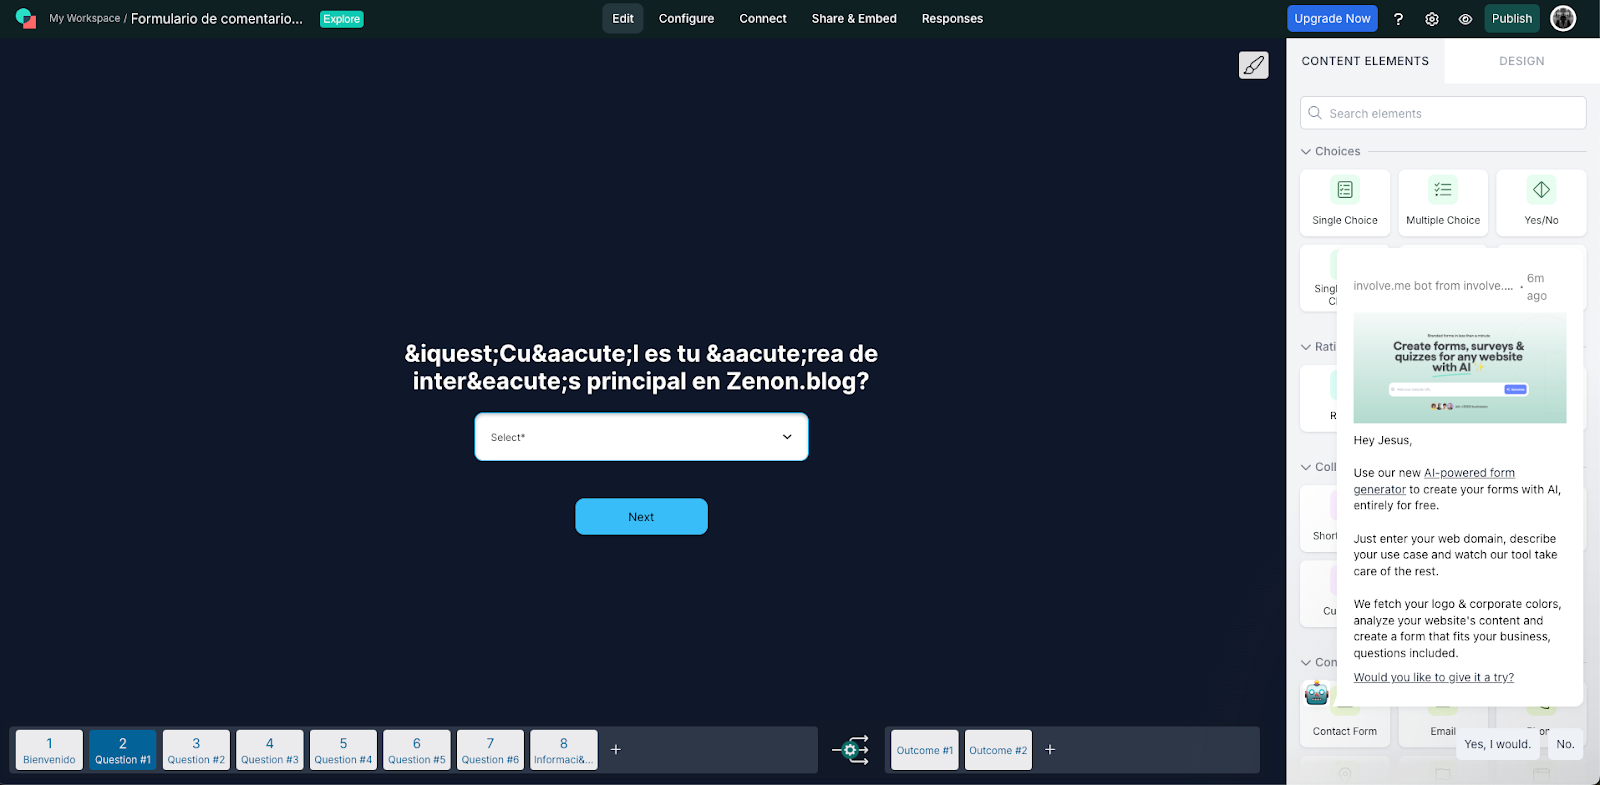 My Workspace / Formulario de comentario... Explore
Edit Configure Connect Share & Embed Responses
Upgrade Now ? Publish
CONTENT ELEMENTS DESIGN
Search elements
Choices
Single Choice Multiple Choice Yes/No
Sing
C
Rati
R
Coll
Short
Cu
Con
Contact Form Email
involve.me bot from involve.... · 6m ago
Branded forms in less than a minute
Create forms, surveys &
quizzes for any website
with AI
Hey Jesus,
Use our new AI-powered form
generator to create your forms with AI,
entirely for free.
Just enter your web domain, describe
your use case and watch our tool take
care of the rest.
We fetch your logo & corporate colors,
analyze your website's content and
create a form that fits your business,
questions included.
Would you like to give it a try?
Yes, I would. No.
&iquest;Cu&aacute;l es tu &aacute;rea de
inter&eacute;s principal en Zenon.blog?
Select*
Next
1 Bienvenido
2 Question #1
3 Question #2
4 Question #3
5 Question #4
6 Question #5
7 Question #6
8 Informaci&...
+
Outcome #1 Outcome #2 +